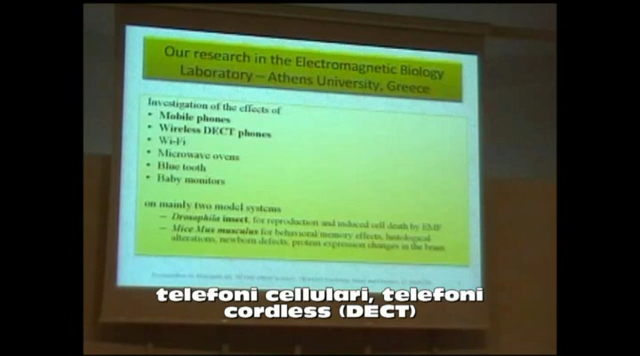 Our research in the Electromagnetic Biology
Laboratory – Athens University, Greece
Investigation of the effects of
• Mobile phones
• Wireless DECT phones
• Wi-Fi
• Microwave ovens
• Blue tooth
• Baby monitors
on mainly two model systems
– Drosophila insect, for reproduction and induced cell death by EMF
– Mice Mus musculus for behavioral memory effects, histological
alterations, newborn defects, protein expression changes in the brain
telefoni cellulari, telefoni
cordless (DECT)